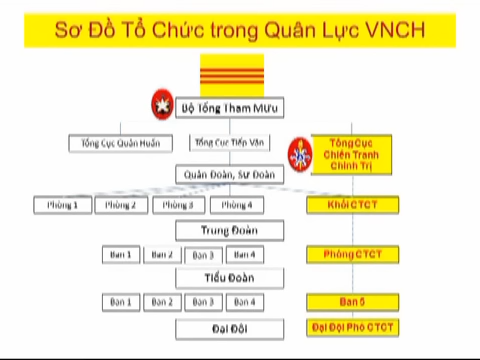 Sơ Đồ Tổ Chức trong Quân Lực VNCH
Bộ Tổng Tham Mưu
Tổng Cục Quân Huấn
Tổng Cục Tiếp Vận
Tổng Cục
Chiến Tranh
Chính Trị
Quân Đoàn, Sư Đoàn
Phòng 1
Phòng 2
Phòng 3
Phòng 4
Khối CTCT
Trung Đoàn
Ban 1
Ban 2
Ban 3
Ban 4
Phòng CTCT
Tiểu Đoàn
Ban 1
Ban 2
Ban 3
Ban 4
Ban 5
Đại Đội
Đại Đội Phó CTCT